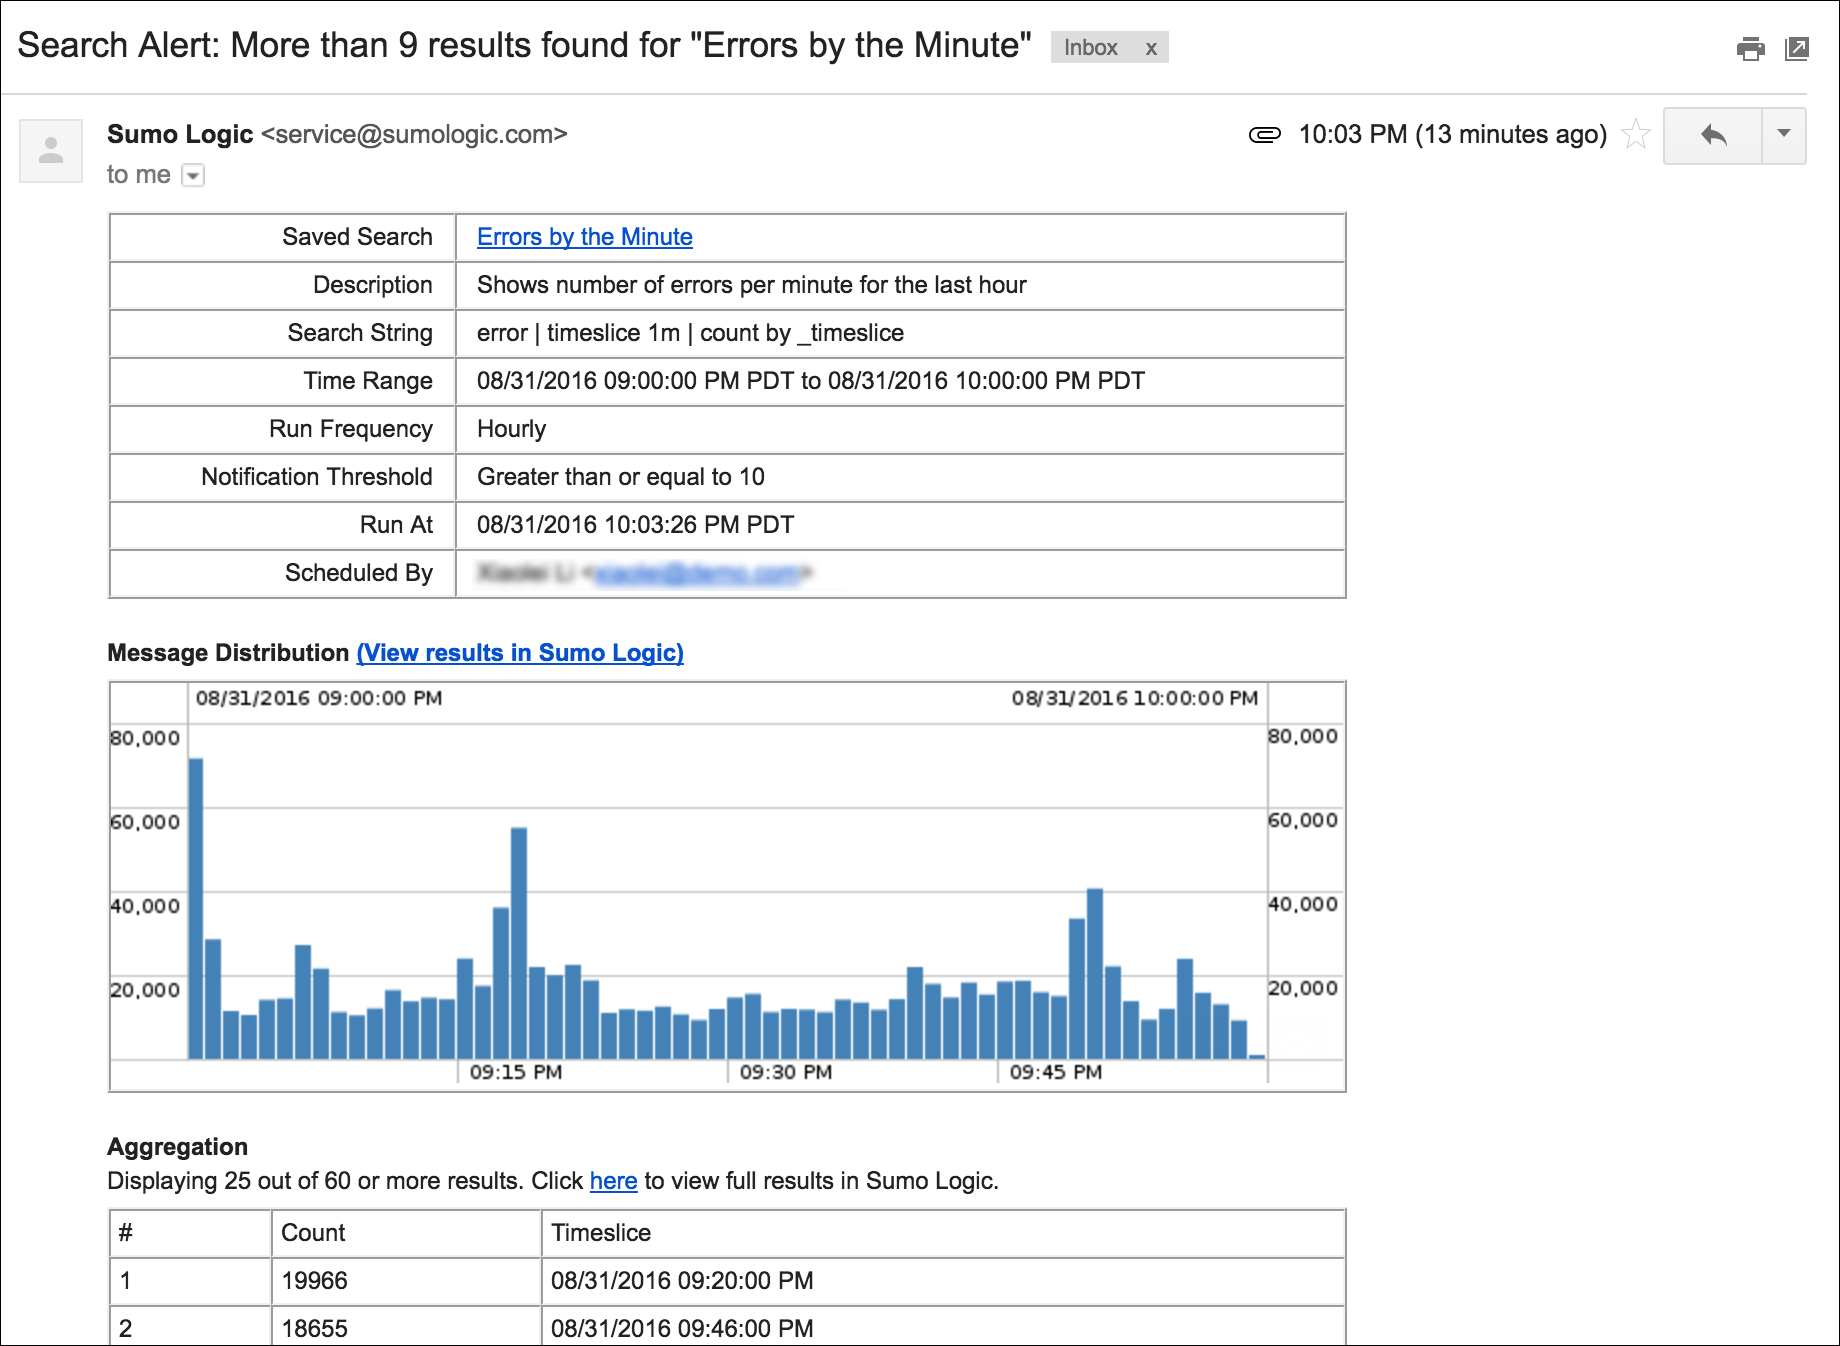 Search Alert: More than 9 results found for "Errors by the Minute" Inbox x
Sumo Logic <service@sumologic.com> 10:03 PM (13 minutes ago)
to me
Saved Search Errors by the Minute
Description Shows number of errors per minute for the last hour
Search String error | timeslice 1m | count by _timeslice
Time Range 08/31/2016 09:00:00 PM PDT to 08/31/2016 10:00:00 PM PDT
Run Frequency Hourly
Notification Threshold Greater than or equal to 10
Run At 08/31/2016 10:03:26 PM PDT
Scheduled By
Message Distribution (View results in Sumo Logic)
08/31/2016 09:00:00 PM 08/31/2016 10:00:00 PM
80,000 80,000
60,000 60,000
40,000 40,000
20,000 20,000
09:15 PM 09:30 PM 09:45 PM
Aggregation
Displaying 25 out of 60 or more results. Click here to view full results in Sumo Logic.
# Count Timeslice
1 19966 08/31/2016 09:20:00 PM
2 18655 08/31/2016 09:46:00 PM